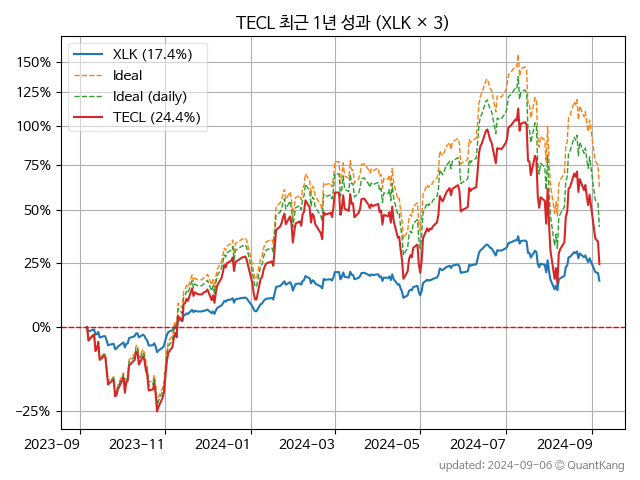 TECL 최근 1년 성과 (XLK × 3)
XLK (17.4%)
Ideal
Ideal (daily)
TECL (24.4%)
150%
125%
100%
75%
50%
25%
0%
−25%
2023-09 2023-11 2024-01 2024-03 2024-05 2024-07 2024-09
updated: 2024-09-06 © QuantKang